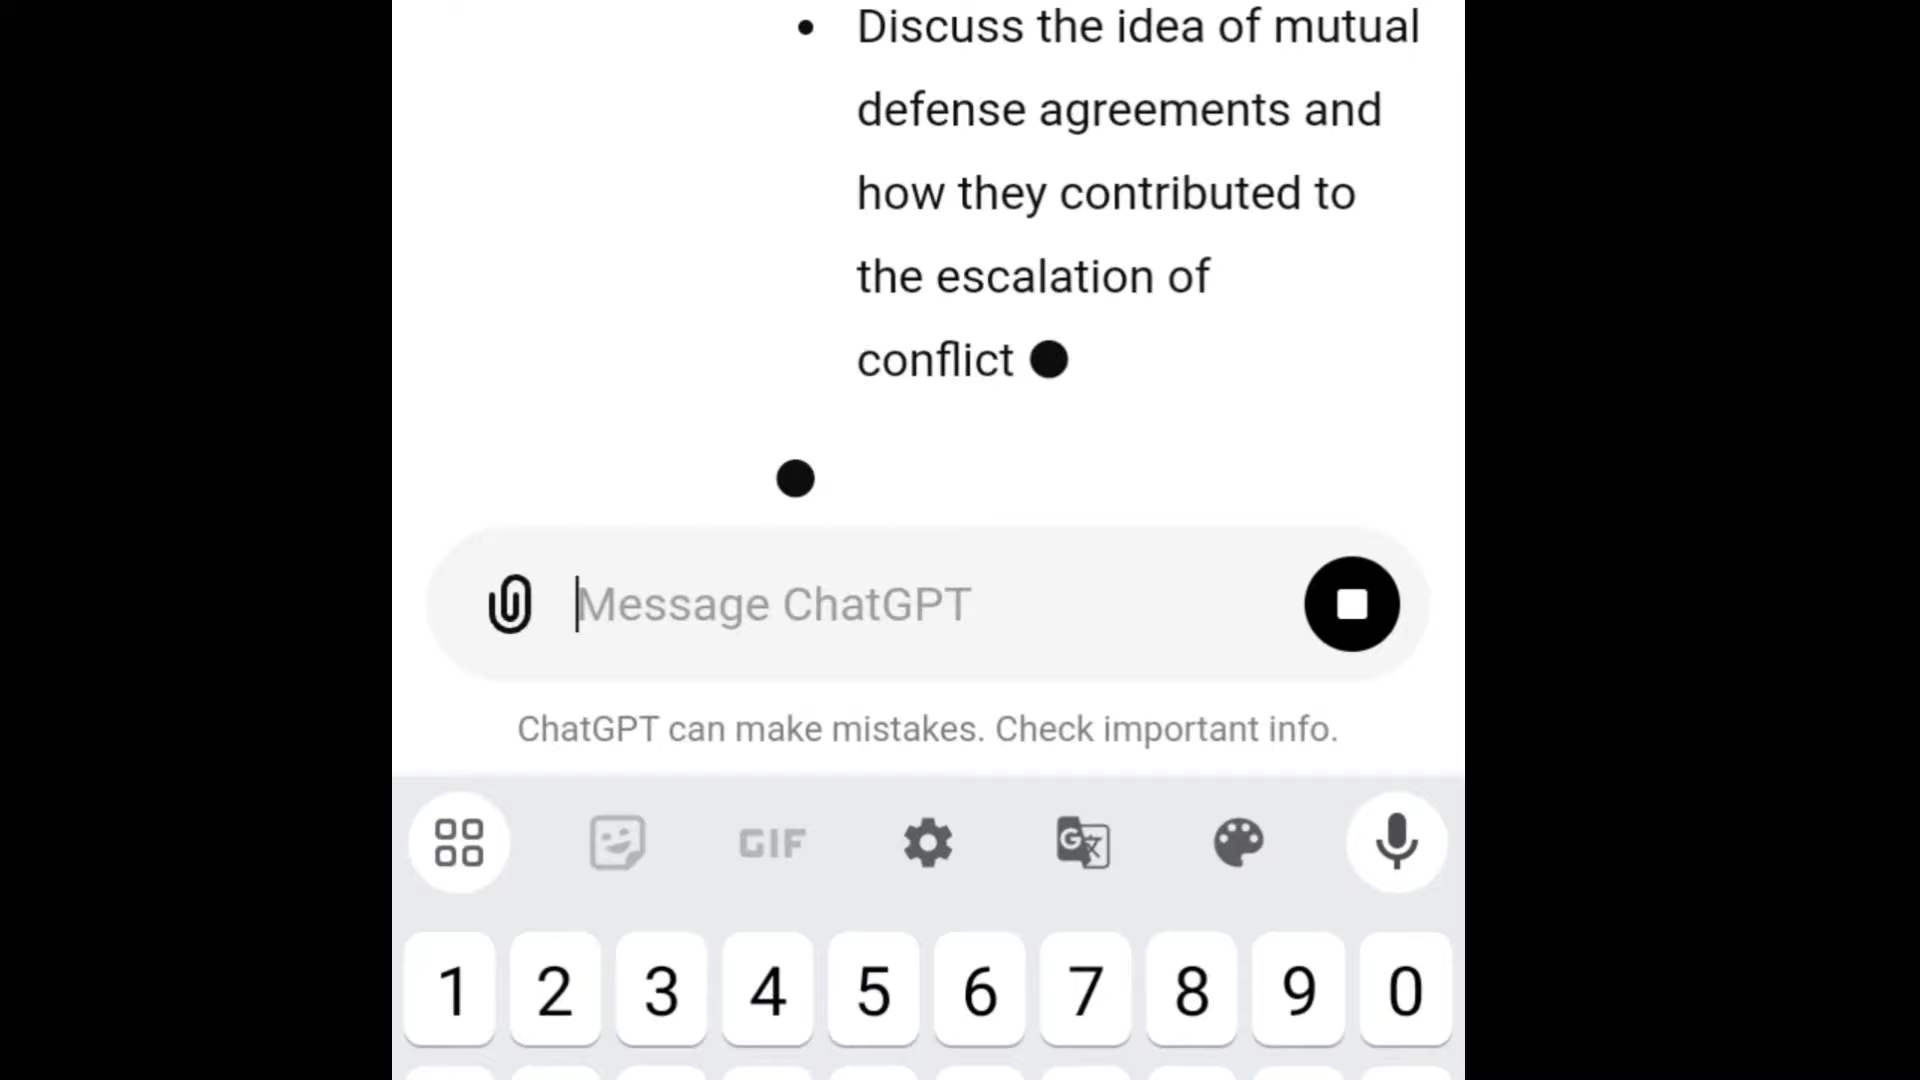 Discuss the idea of mutual
defense agreements and
how they contributed to
the escalation of
conflict
Message ChatGPT
ChatGPT can make mistakes. Check important info.
GIF
1 2 3 4 5 6 7 8 9 0